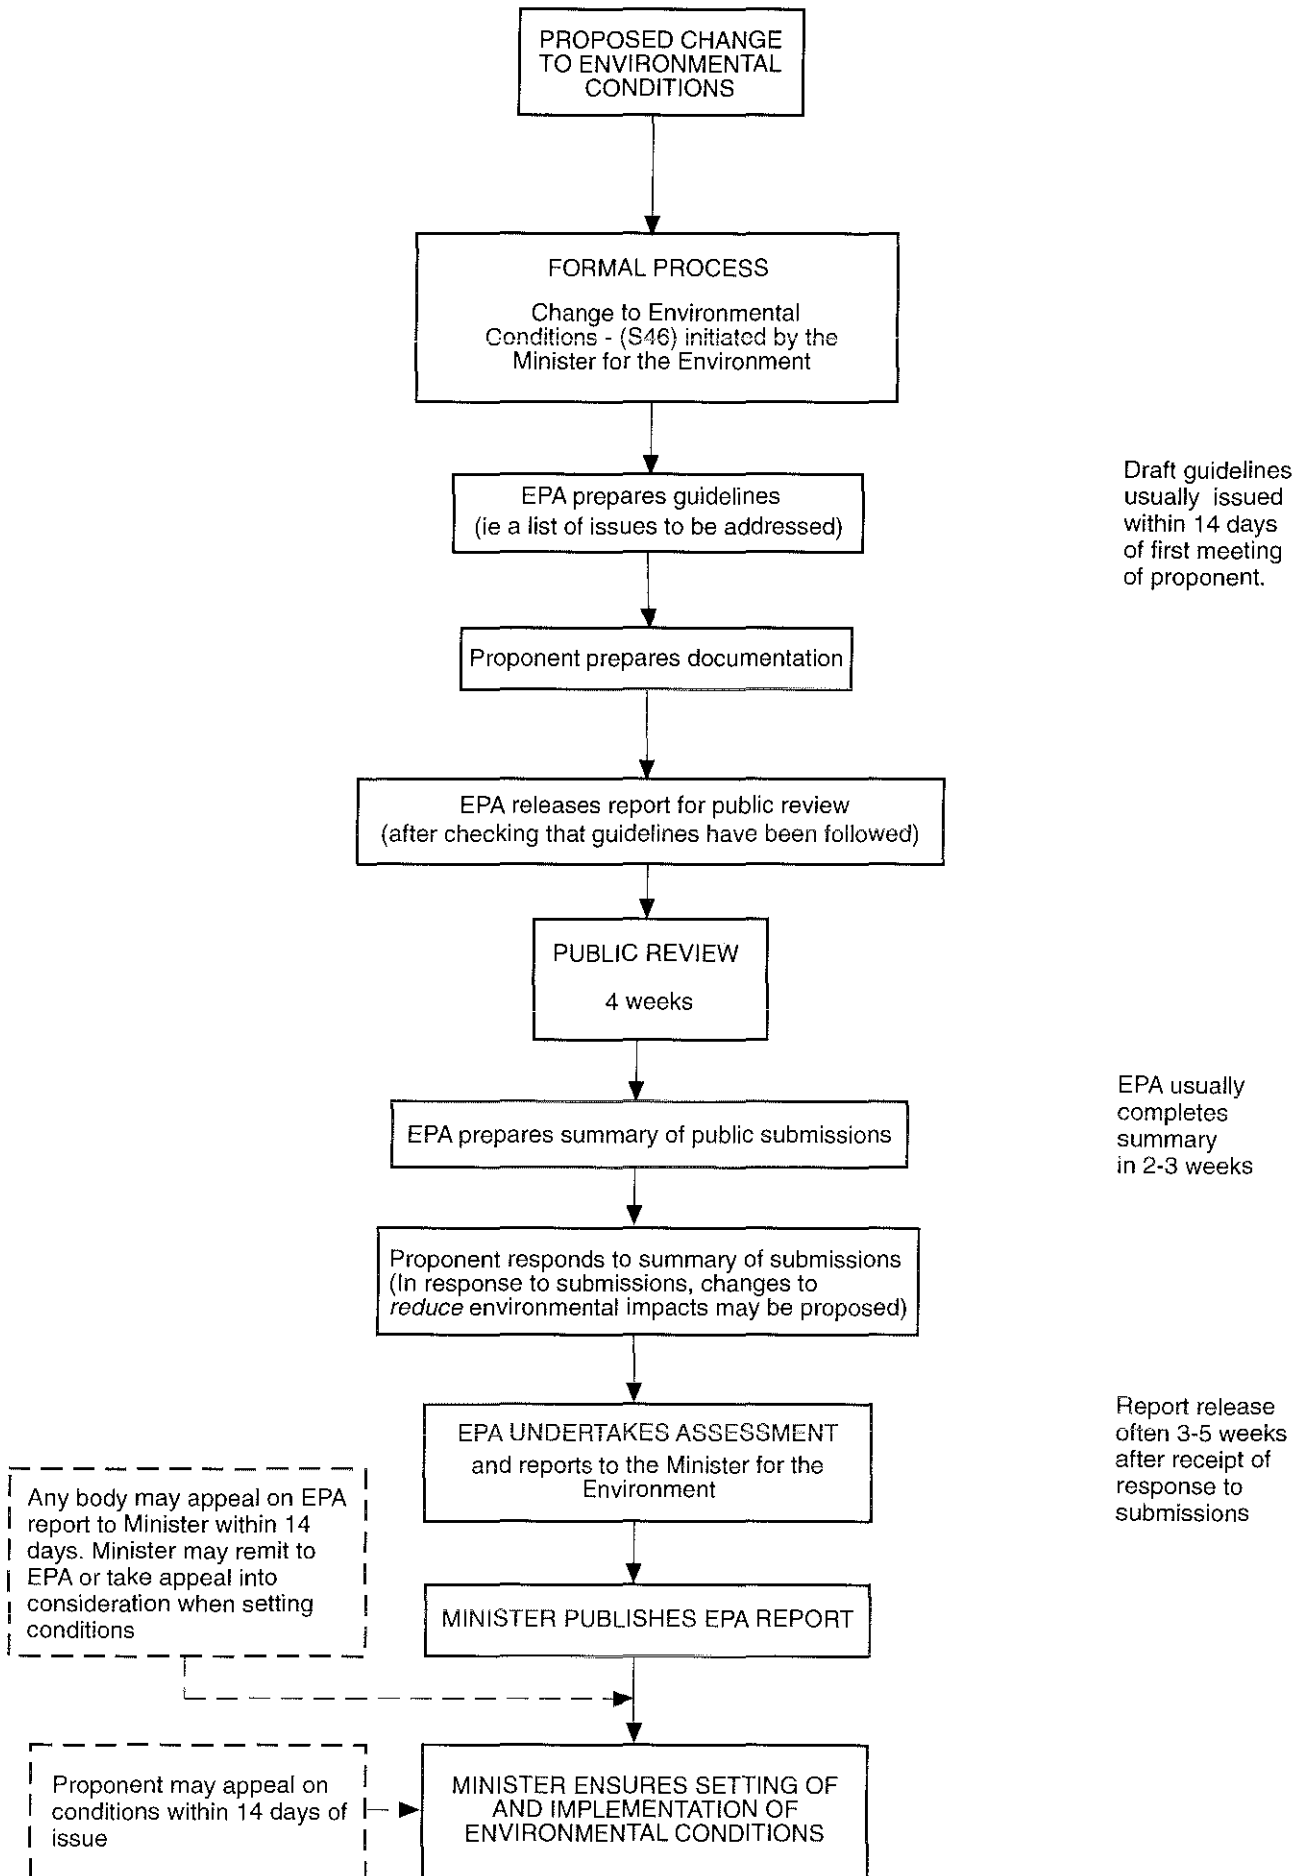 PROPOSED CHANGE
TO ENVIRONMENTAL
CONDITIONS
FORMAL PROCESS
Change to Environmental
Conditions - (S46) initiated by the
Minister for the Environment
EPA prepares guidelines
(ie a list of issues to be addressed)
Draft guidelines
usually issued
within 14 days
of first meeting
of proponent.
Proponent prepares documentation
EPA releases report for public review
(after checking that guidelines have been followed)
PUBLIC REVIEW
4 weeks
EPA prepares summary of public submissions
EPA usually
completes
summary
in 2-3 weeks
Proponent responds to summary of submissions
(In response to submissions, changes to
reduce environmental impacts may be proposed)
EPA UNDERTAKES ASSESSMENT
and reports to the Minister for the
Environment
Report release
often 3-5 weeks
after receipt of
response to
submissions
Any body may appeal on EPA
report to Minister within 14
days. Minister may remit to
EPA or take appeal into
consideration when setting
conditions
MINISTER PUBLISHES EPA REPORT
Proponent may appeal on
conditions within 14 days of
issue
MINISTER ENSURES SETTING OF
AND IMPLEMENTATION OF
ENVIRONMENTAL CONDITIONS